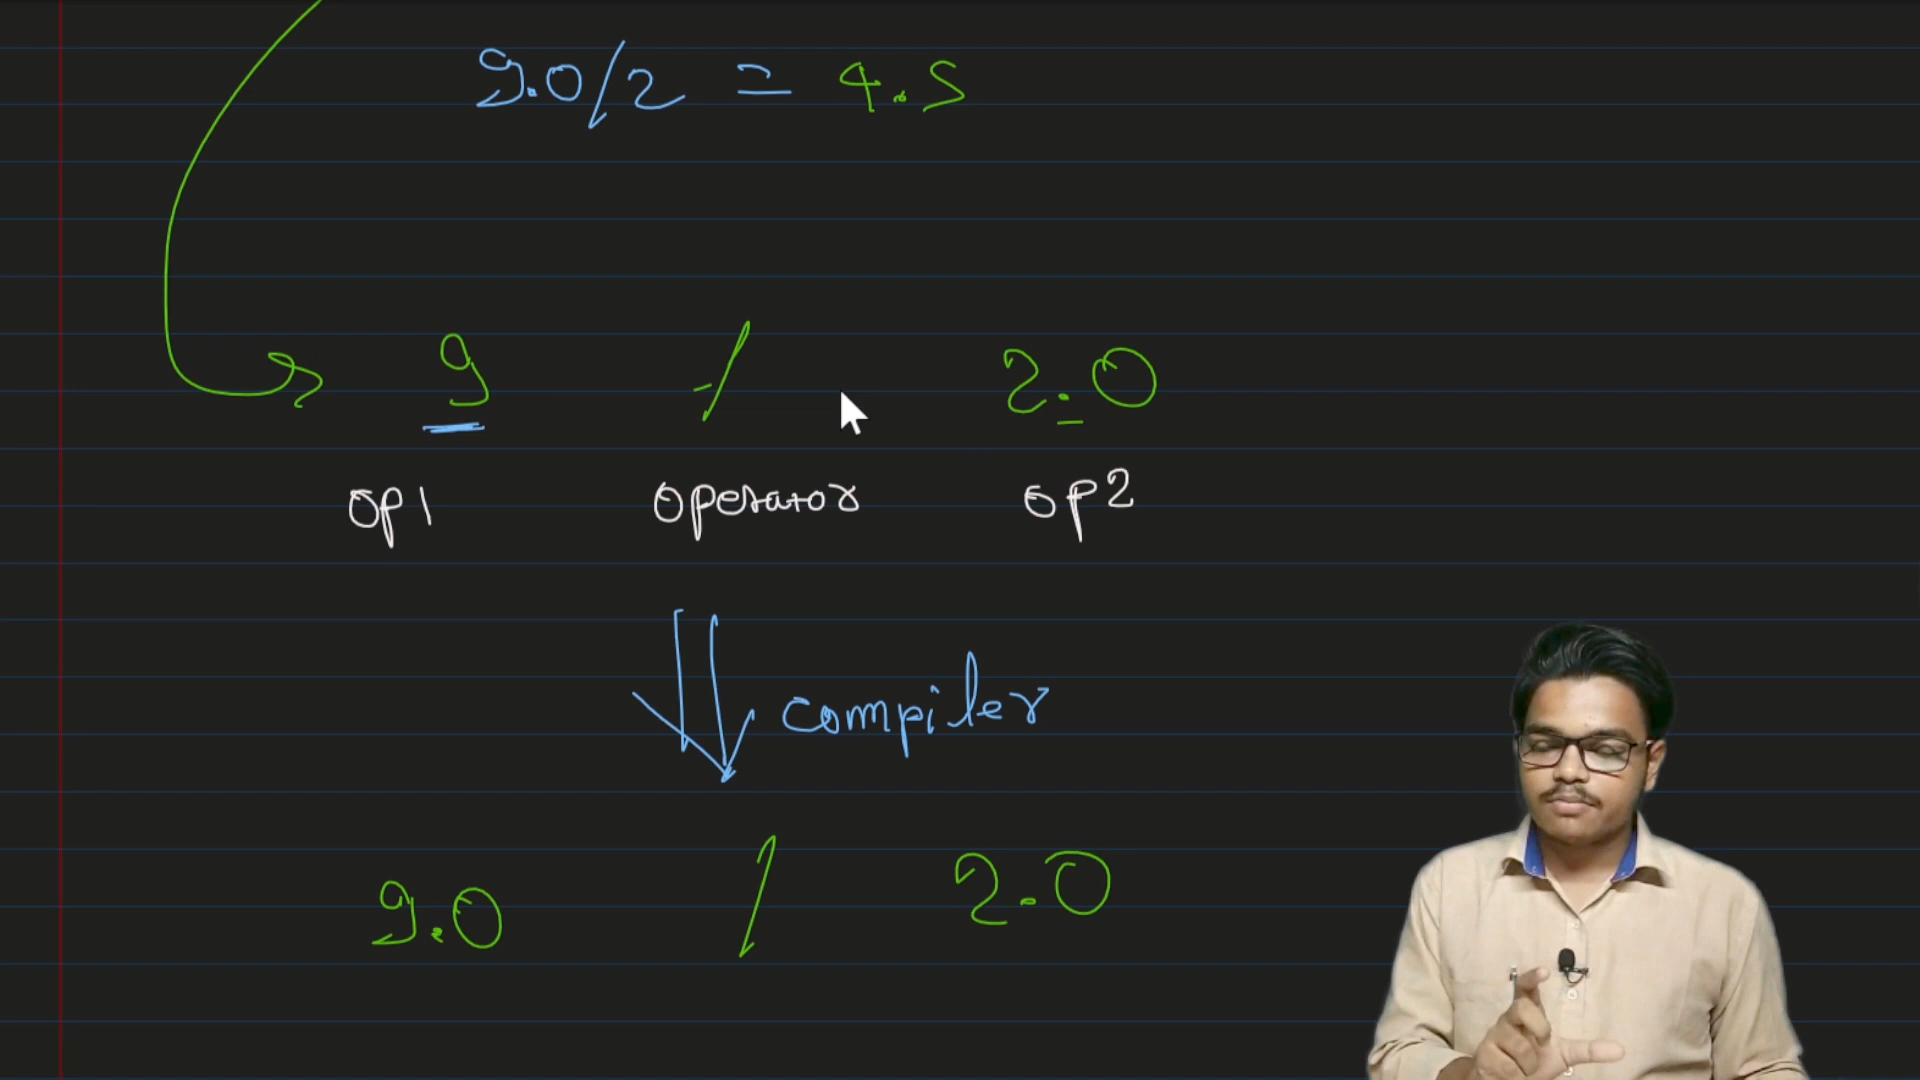 9.0/2 = 4.5
9 / 2.0
op1 operator op2
compiler
9.0 / 2.0